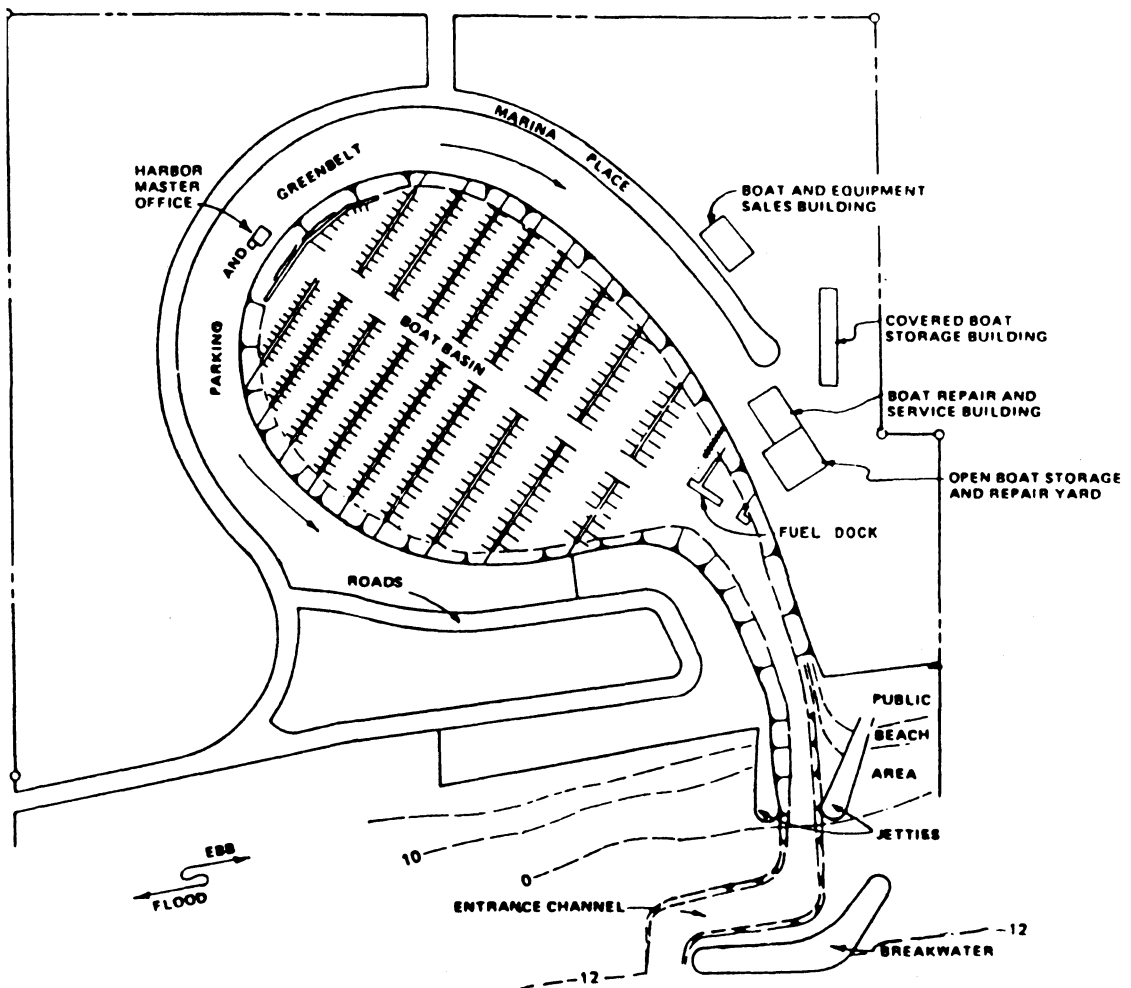 MARINA
PLACE
GREENBELT
HARBOR
MASTER
OFFICE
AND
PARKING
BOAT AND EQUIPMENT
SALES BUILDING
BOAT BASIN
COVERED BOAT
STORAGE BUILDING
BOAT REPAIR AND
SERVICE BUILDING
OPEN BOAT STORAGE
AND REPAIR YARD
FUEL DOCK
ROADS
PUBLIC
BEACH
AREA
JETTIES
10
0
EBB
FLOOD
ENTRANCE CHANNEL
-12
BREAKWATER
-12